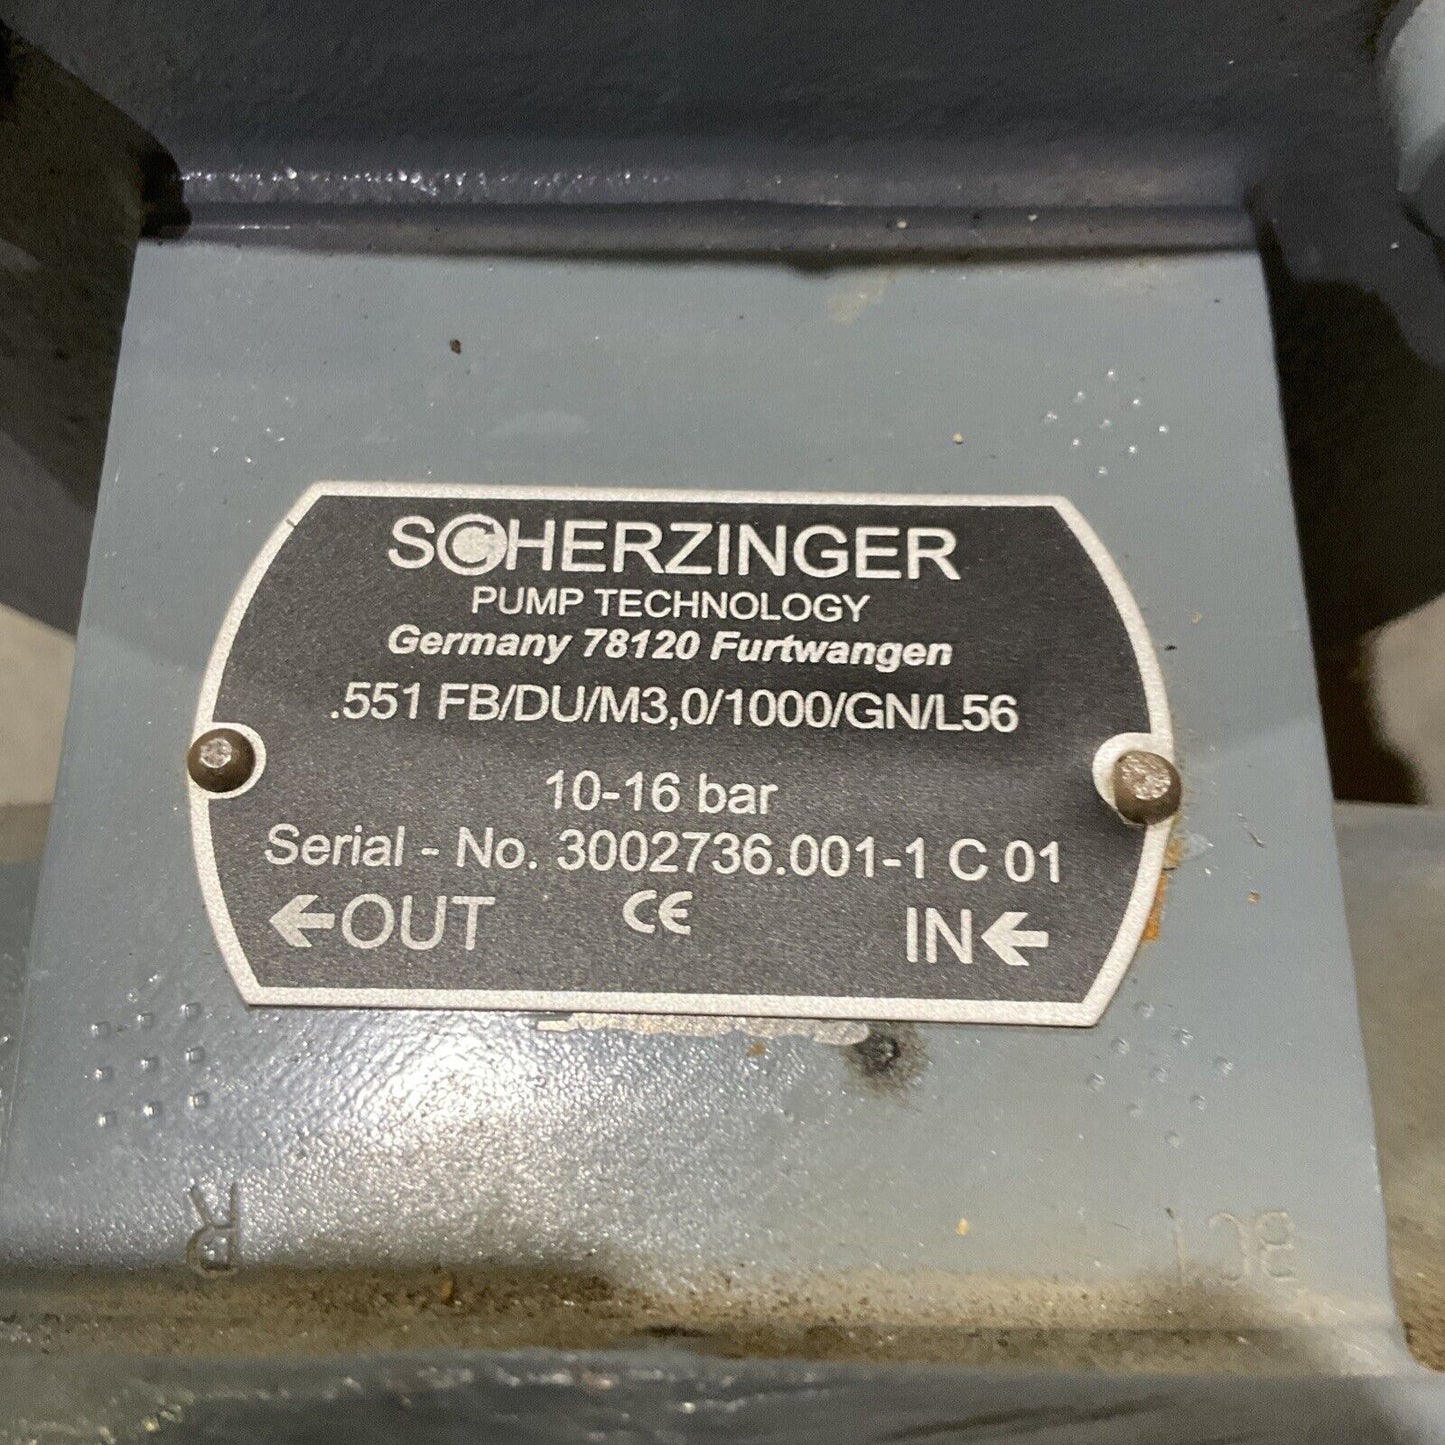 SCHERZINGER
PUMP TECHNOLOGY
Germany 78120 Furtwangen
.551 FB/DU/M3,0/1000/GN/L56
10-16 bar
Serial - No. 3002736.001-1 C 01
←OUT CE IN←
R